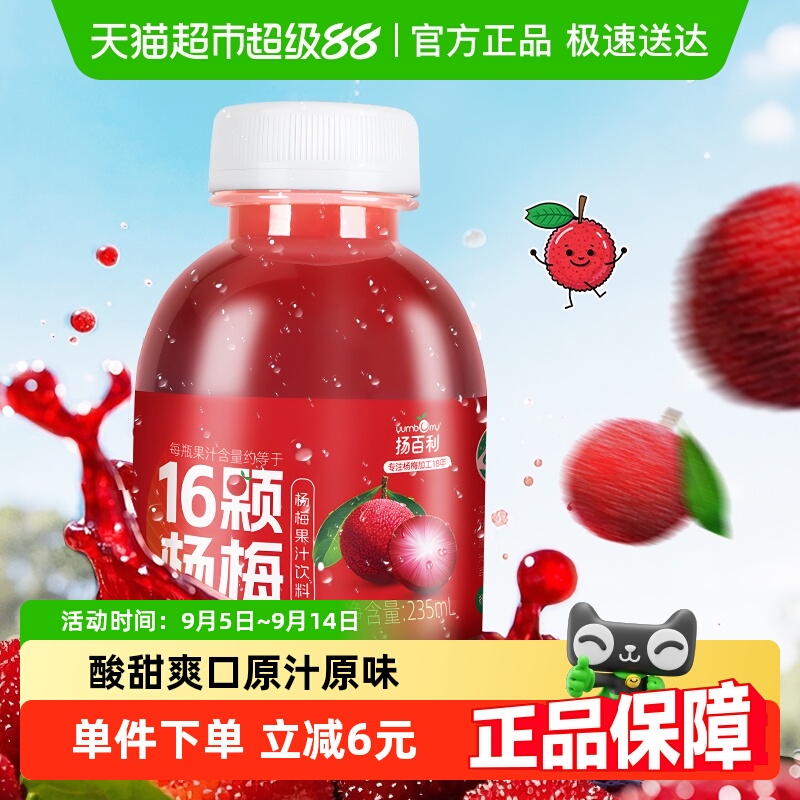 天猫超市超级88 官方正品 极速送达
yumbemy
扬百利
专注杨梅加工18年
每瓶果汁含量约等于
16颗
杨梅
杨梅果汁饮料
净含量:235mL
活动时间：9月5日~9月14日
酸甜爽口原汁原味
单件下单 立减6元
正品保障